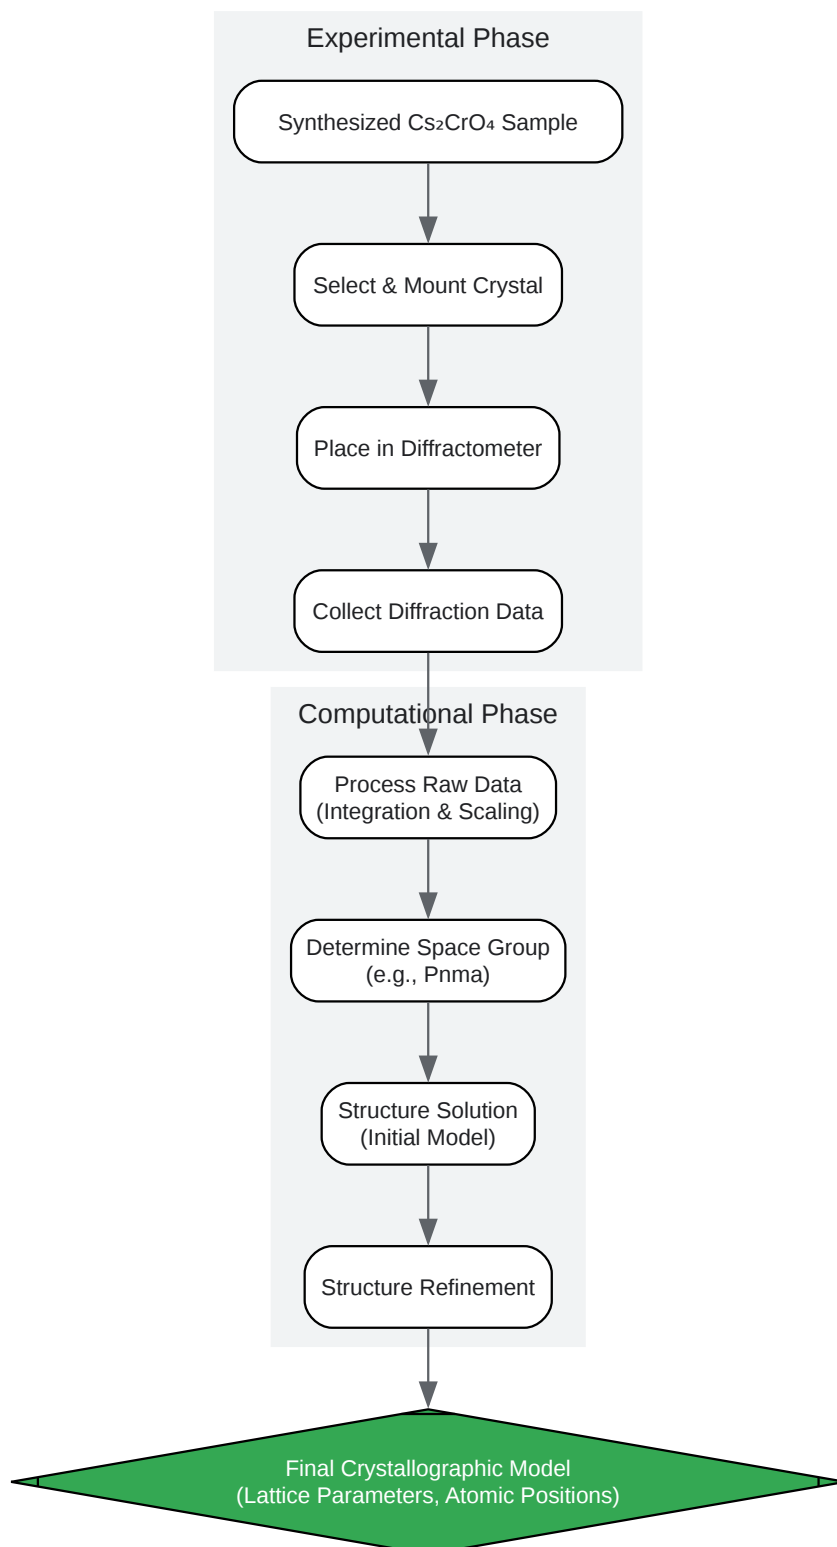 Experimental Phase
Synthesized Cs₂CrO₄ Sample
Select & Mount Crystal
Place in Diffractometer
Collect Diffraction Data
Computational Phase
Process Raw Data
(Integration & Scaling)
Determine Space Group
(e.g., Pnma)
Structure Solution
(Initial Model)
Structure Refinement
Final Crystallographic Model
(Lattice Parameters, Atomic Positions)